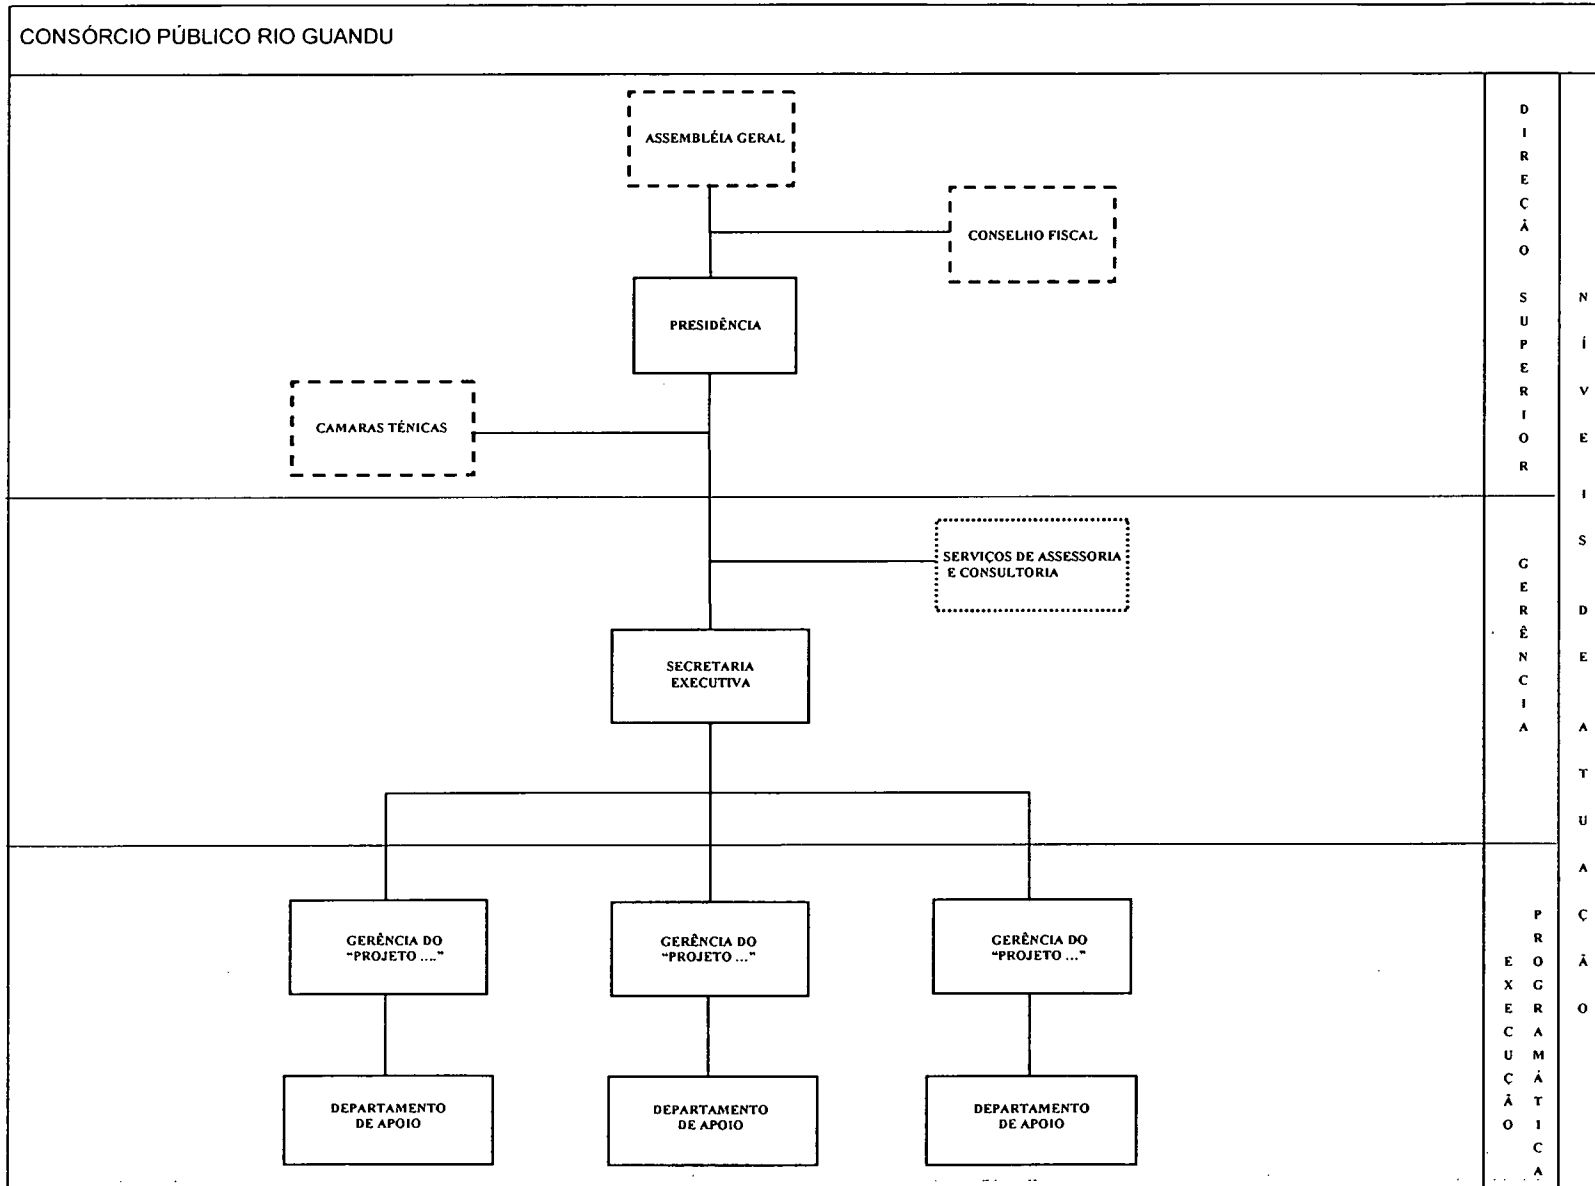 CONSÓRCIO PÚBLICO RIO GUANDU
ASSEMBLÉIA GERAL
CONSELHO FISCAL
PRESIDÊNCIA
CAMARAS TÉNICAS
SERVIÇOS DE ASSESSORIA
E CONSULTORIA
SECRETARIA
EXECUTIVA
GERÊNCIA DO
"PROJETO ...."
GERÊNCIA DO
"PROJETO ..."
GERÊNCIA DO
"PROJETO ..."
DEPARTAMENTO
DE APOIO
DEPARTAMENTO
DE APOIO
DEPARTAMENTO
DE APOIO
DIREÇÃO SUPERIOR
GERÊNCIA
EXECUÇÃO
PROGRAMÁTICA
NÍVEIS DE ATUAÇÃO